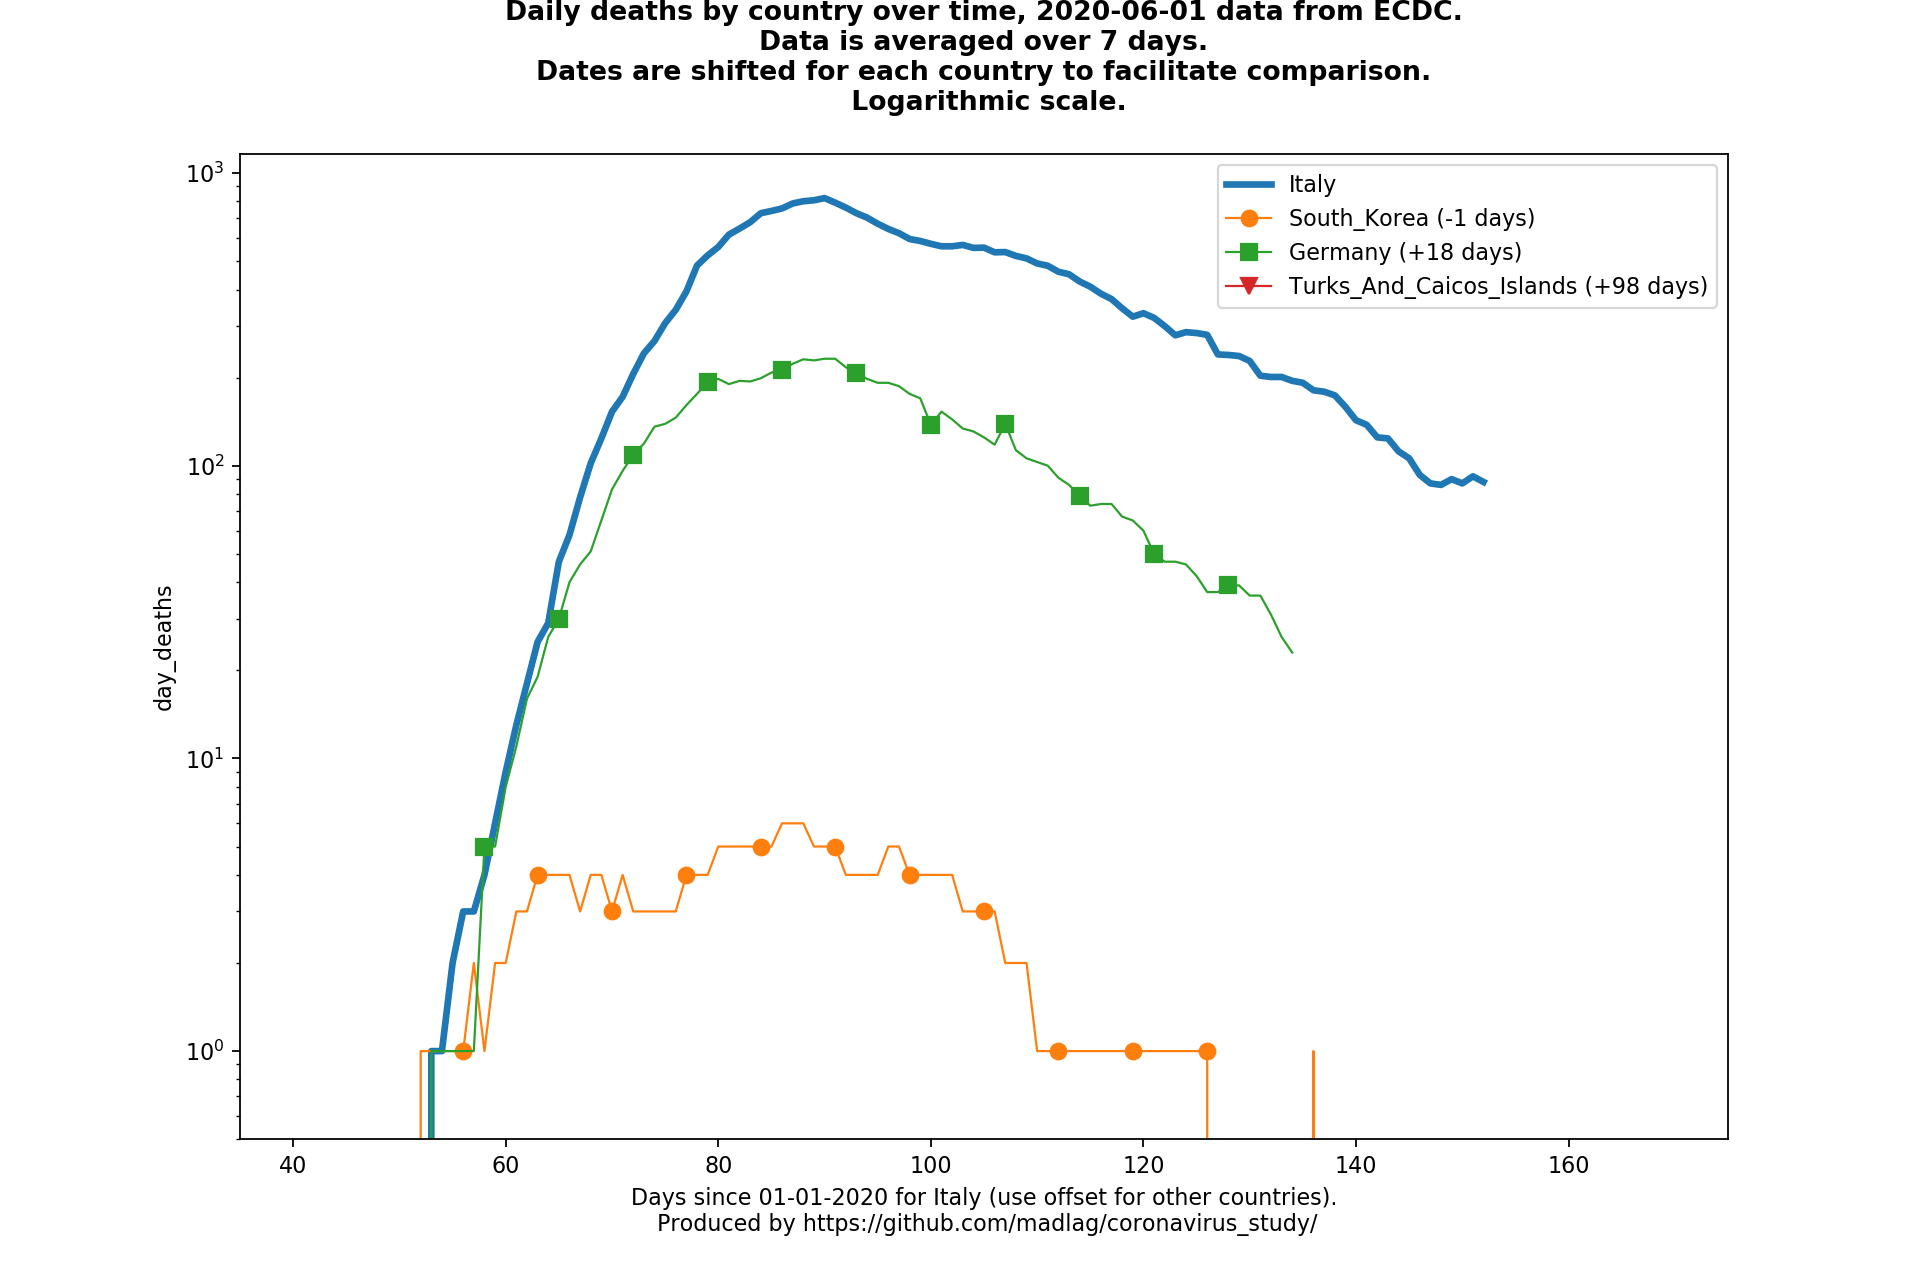 Daily deaths by country over time, 2020-06-01 data from ECDC.
Data is averaged over 7 days.
Dates are shifted for each country to facilitate comparison.
Logarithmic scale.
10³
10²
10¹
10⁰
day_deaths
Italy
South_Korea (-1 days)
Germany (+18 days)
Turks_And_Caicos_Islands (+98 days)
40 60 80 100 120 140 160
Days since 01-01-2020 for Italy (use offset for other countries).
Produced by https://github.com/madlag/coronavirus_study/